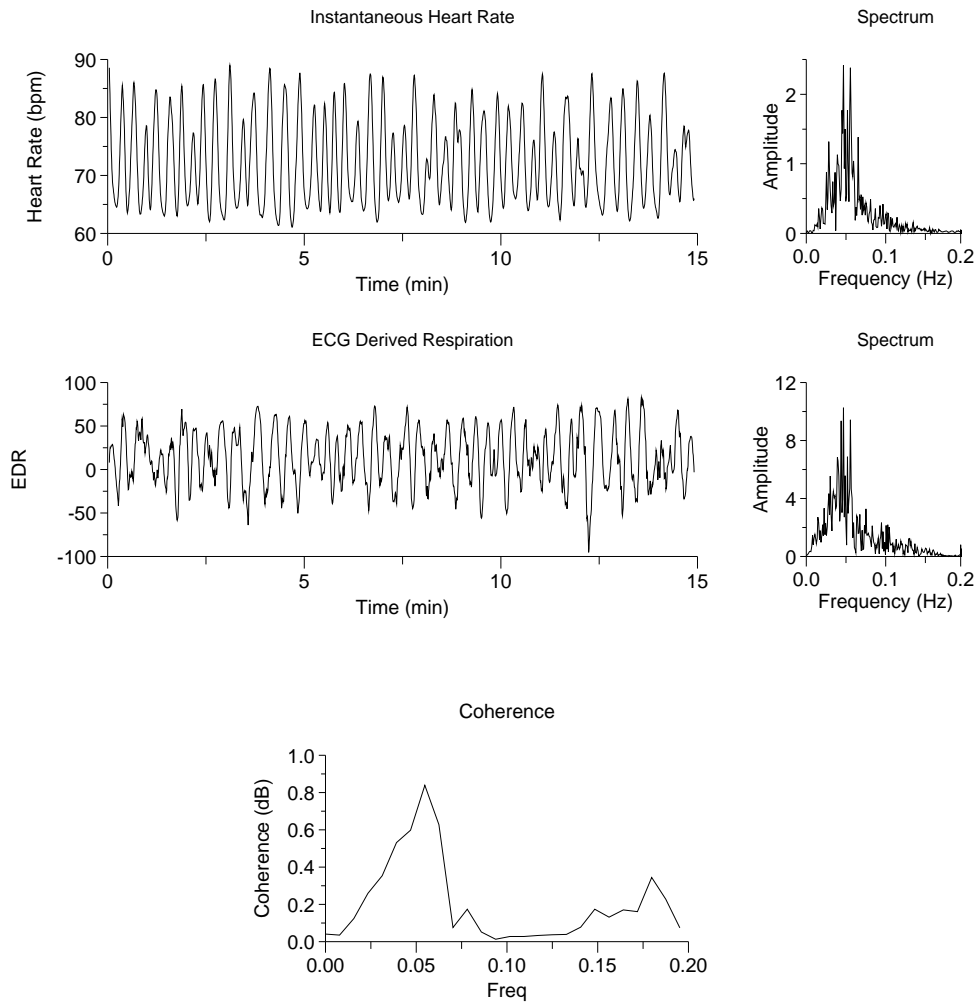 Instantaneous Heart Rate
Spectrum
Heart Rate (bpm)
90
80
70
60
0
5
10
15
Time (min)
Amplitude
2
1
0
0.0
0.1
0.2
Frequency (Hz)
ECG Derived Respiration
Spectrum
EDR
100
50
0
-50
-100
0
5
10
15
Time (min)
Amplitude
12
8
4
0
0.0
0.1
0.2
Frequency (Hz)
Coherence
Coherence (dB)
1.0
0.8
0.6
0.4
0.2
0.0
0.00
0.05
0.10
0.15
0.20
Freq